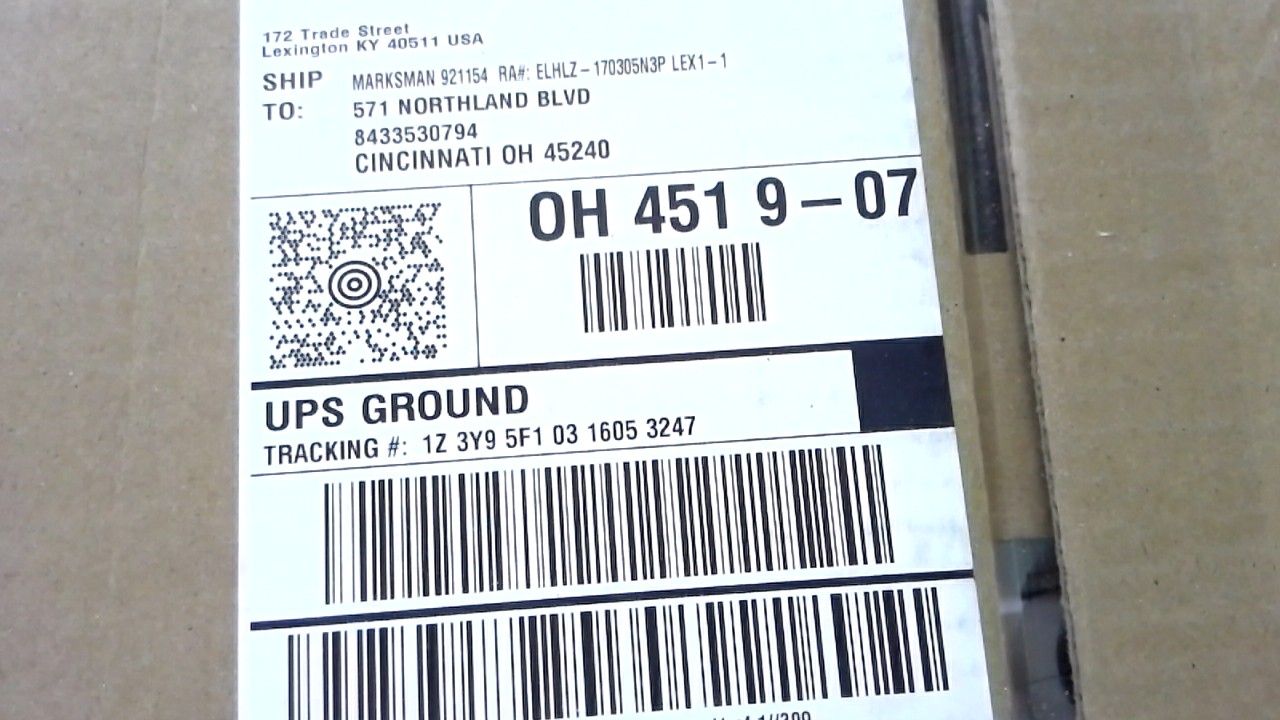 172 Trade Street
Lexington KY 40511 USA
SHIP MARKSMAN 921154 RA#: ELHLZ-170305N3P LEX1-1
TO: 571 NORTHLAND BLVD
8433530794
CINCINNATI OH 45240
OH 451 9-07
UPS GROUND
TRACKING #: 1Z 3Y9 5F1 03 1605 3247